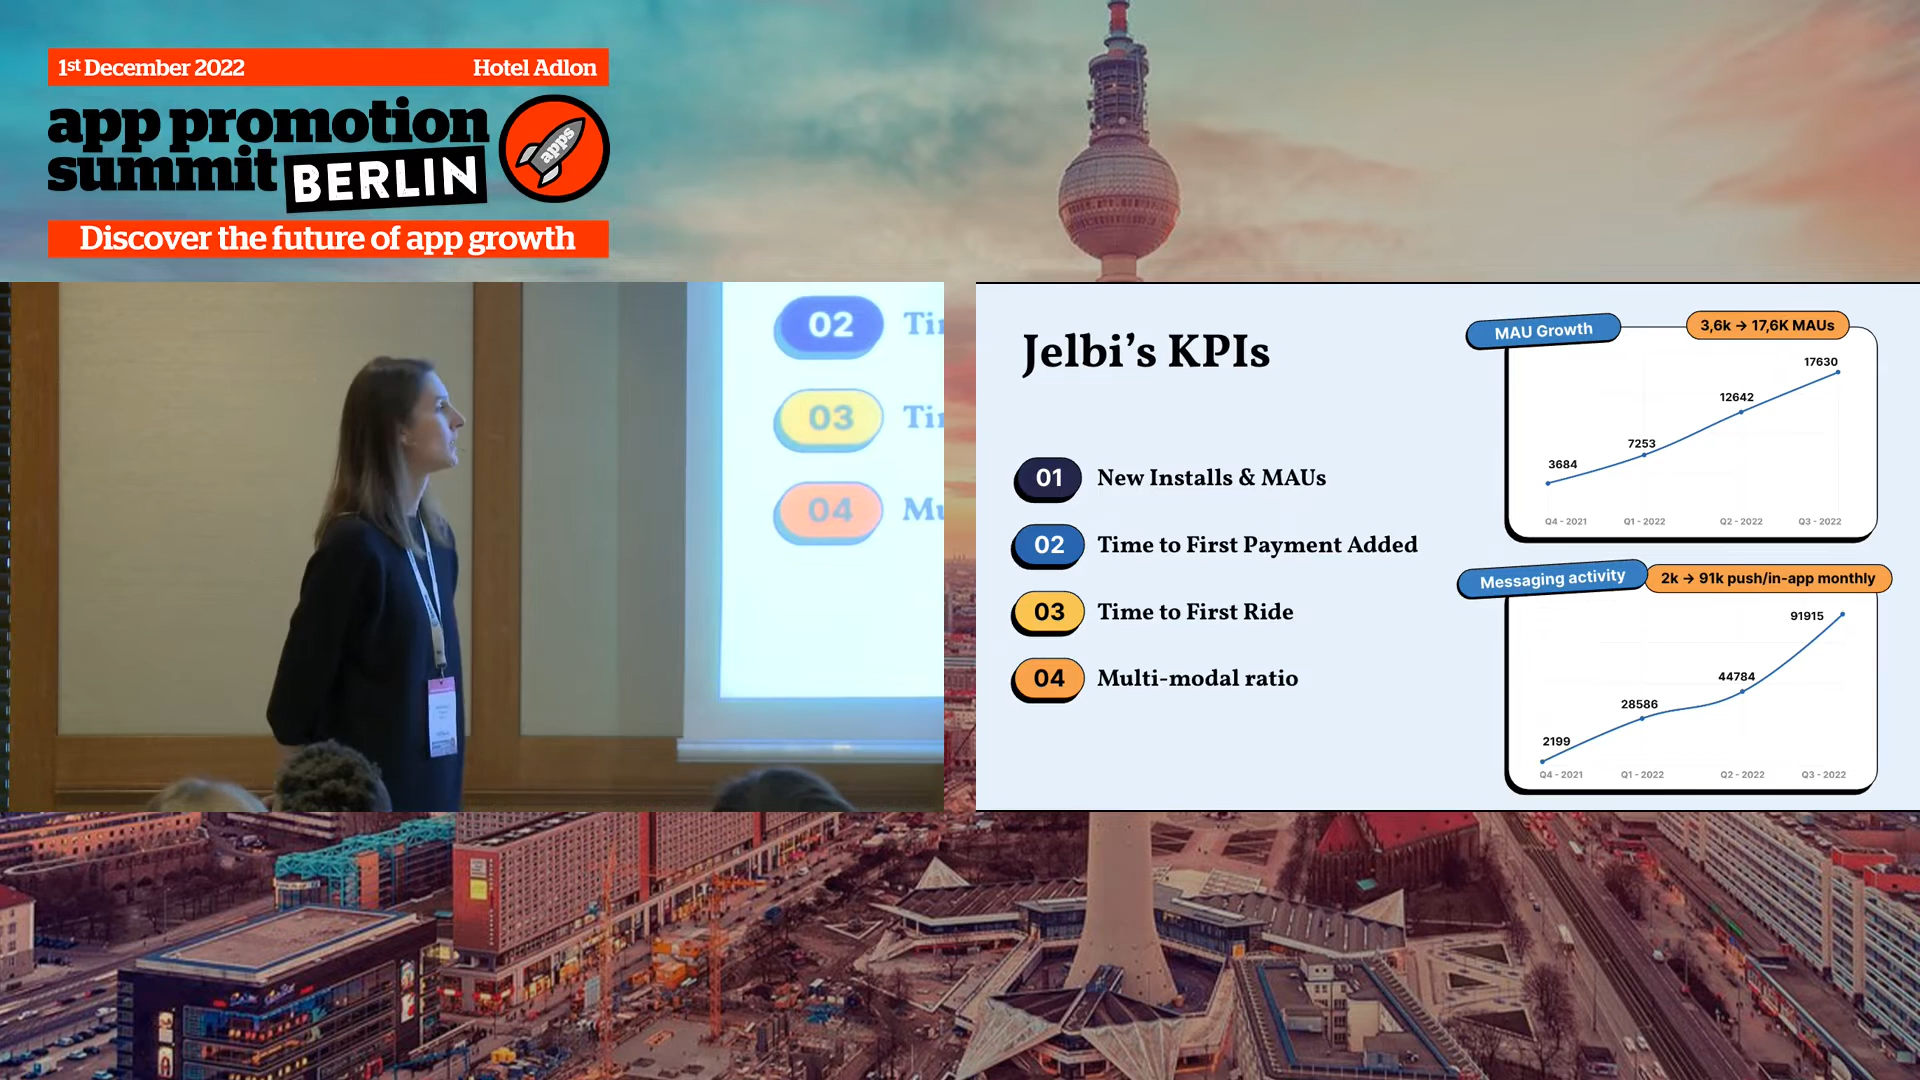 1st December 2022
Hotel Adlon
app promotion
summit BERLIN
apps
Discover the future of app growth
02
03
04
Jelbi's KPIs
01 New Installs & MAUs
02 Time to First Payment Added
03 Time to First Ride
04 Multi-modal ratio
MAU Growth
3,6k → 17,6K MAUs
17630
12642
7253
3684
Q4 - 2021 Q1 - 2022 Q2 - 2022 Q3 - 2022
Messaging activity
2k → 91k push/in-app monthly
91915
44784
28586
2199
Q4 - 2021 Q1 - 2022 Q2 - 2022 Q3 - 2022